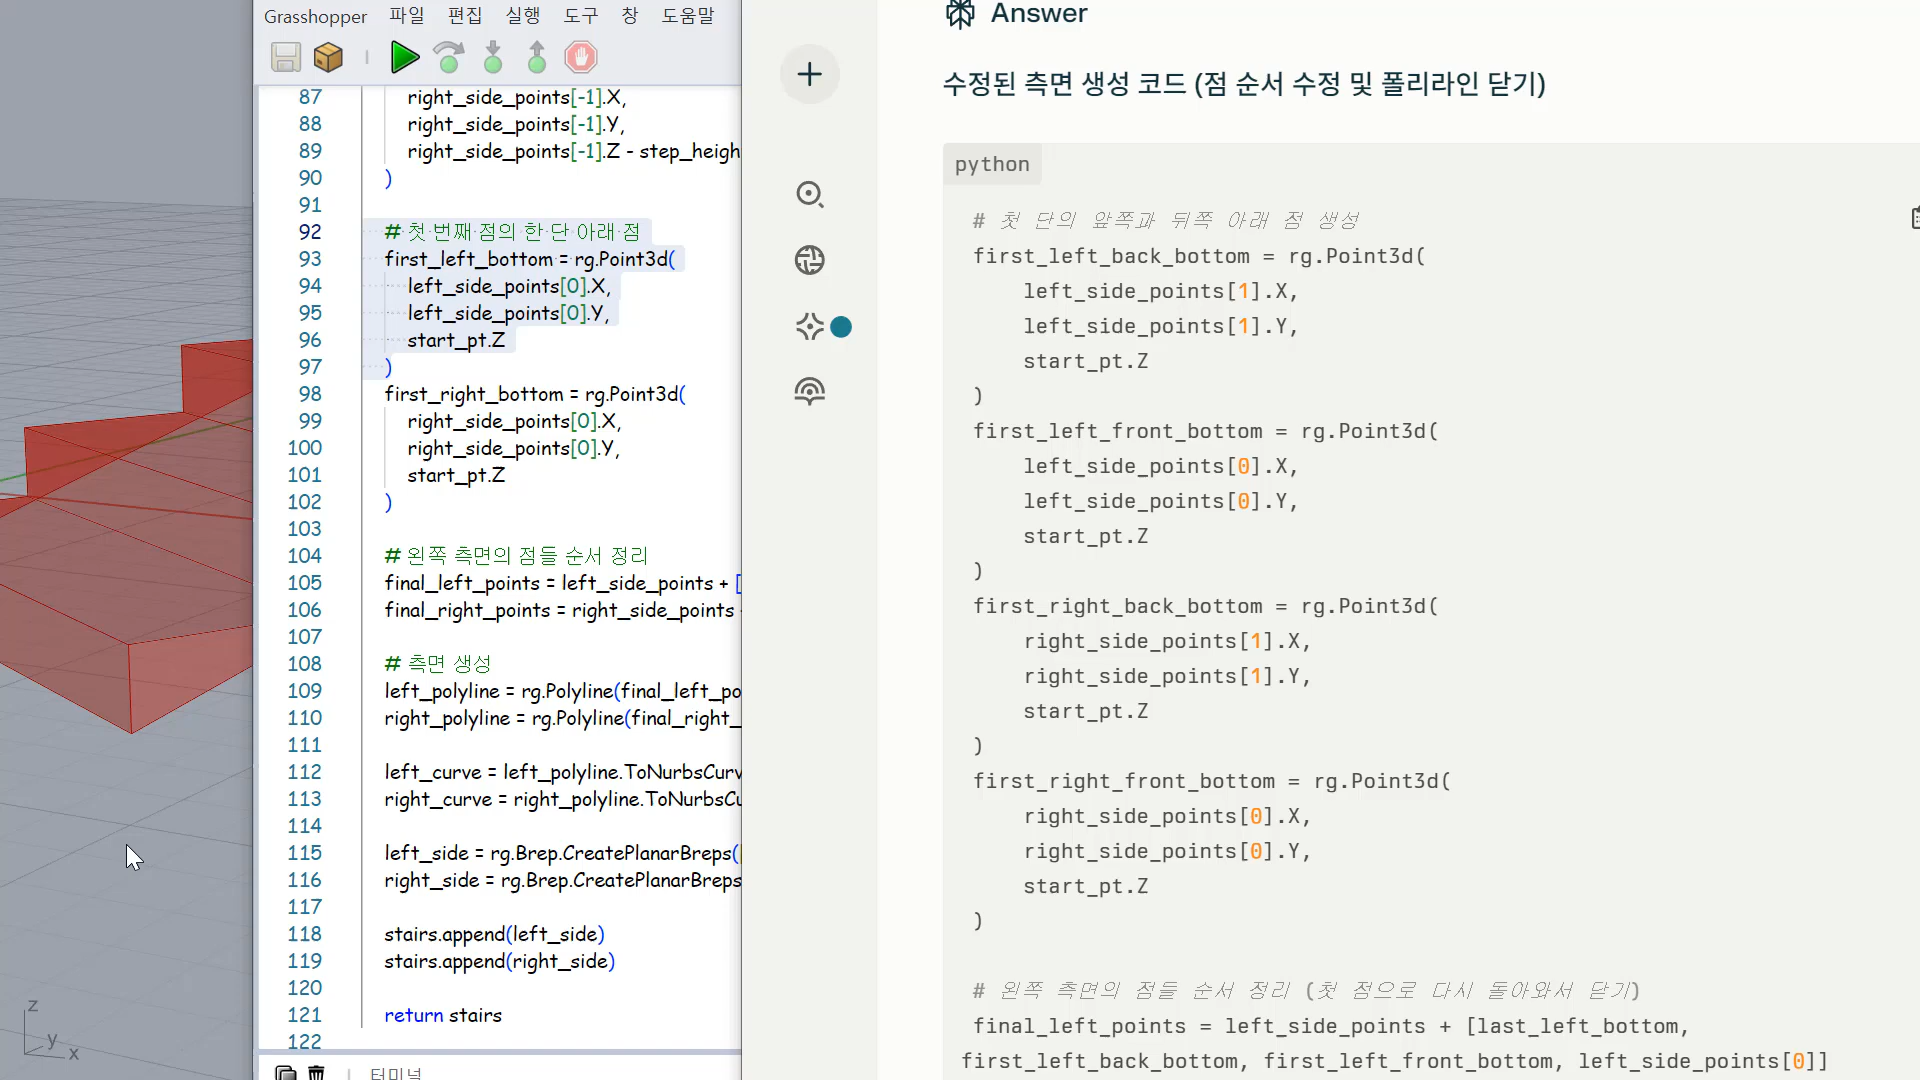 Grasshopper 파일 편집 실행 도구 창 도움말
87 right_side_points[-1].X,
88 right_side_points[-1].Y,
89 right_side_points[-1].Z - step_heigh
90 )
91
92 # 첫 번째 점의 한 단 아래 점
93 first_left_bottom = rg.Point3d(
94 left_side_points[0].X,
95 left_side_points[0].Y,
96 start_pt.Z
97 )
98 first_right_bottom = rg.Point3d(
99 right_side_points[0].X,
100 right_side_points[0].Y,
101 start_pt.Z
102 )
103
104 # 왼쪽 측면의 점들 순서 정리
105 final_left_points = left_side_points + [
106 final_right_points = right_side_points
107
108 # 측면 생성
109 left_polyline = rg.Polyline(final_left_po
110 right_polyline = rg.Polyline(final_right_
111
112 left_curve = left_polyline.ToNurbsCurv
113 right_curve = right_polyline.ToNurbsCu
114
115 left_side = rg.Brep.CreatePlanarBreps(
116 right_side = rg.Brep.CreatePlanarBreps
117
118 stairs.append(left_side)
119 stairs.append(right_side)
120
121 return stairs
122
터미널
z
y
x
Answer
수정된 측면 생성 코드 (점 순서 수정 및 폴리라인 닫기)
python
# 첫 단의 앞쪽과 뒤쪽 아래 점 생성
first_left_back_bottom = rg.Point3d(
left_side_points[1].X,
left_side_points[1].Y,
start_pt.Z
)
first_left_front_bottom = rg.Point3d(
left_side_points[0].X,
left_side_points[0].Y,
start_pt.Z
)
first_right_back_bottom = rg.Point3d(
right_side_points[1].X,
right_side_points[1].Y,
start_pt.Z
)
first_right_front_bottom = rg.Point3d(
right_side_points[0].X,
right_side_points[0].Y,
start_pt.Z
)
# 왼쪽 측면의 점들 순서 정리 (첫 점으로 다시 돌아와서 닫기)
final_left_points = left_side_points + [last_left_bottom,
first_left_back_bottom, first_left_front_bottom, left_side_points[0]]